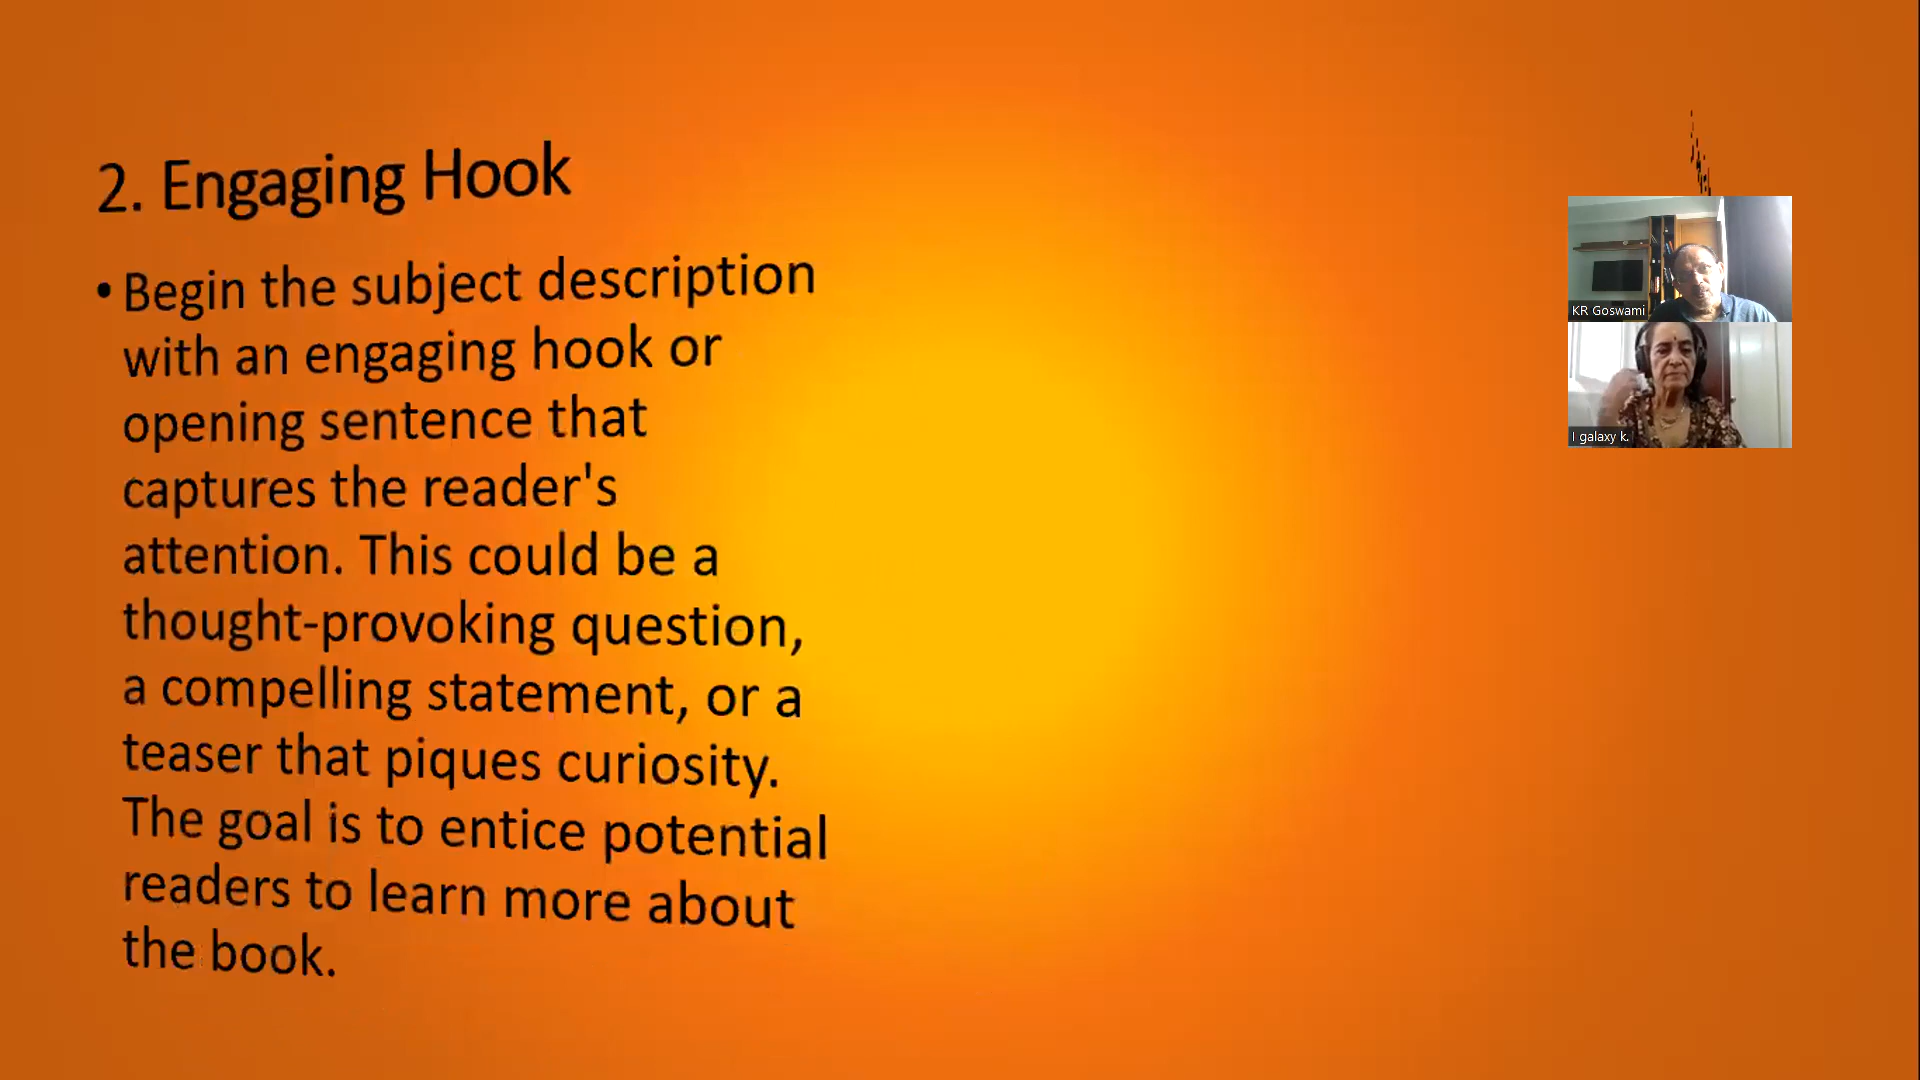 2. Engaging Hook
• Begin the subject description
with an engaging hook or
opening sentence that
captures the reader's
attention. This could be a
thought-provoking question,
a compelling statement, or a
teaser that piques curiosity.
The goal is to entice potential
readers to learn more about
the book.
KR Goswami
I galaxy k.